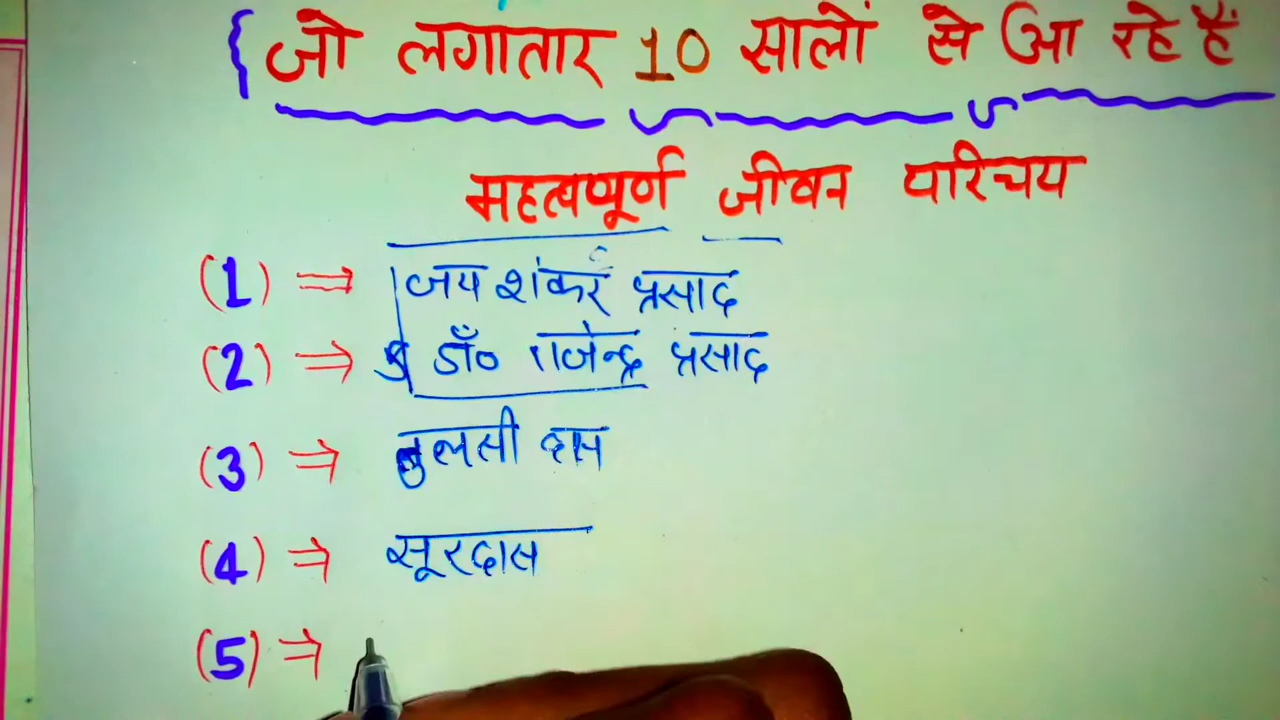 { जो लगातार 10 सालों से आ रहे हैं
महत्वपूर्ण जीवन परिचय
(1) ⇒ जय शंकर प्रसाद
(2) ⇒ डॉ० राजेन्द्र प्रसाद
(3) ⇒ तुलसी दास
(4) ⇒ सूरदास
(5) ⇒